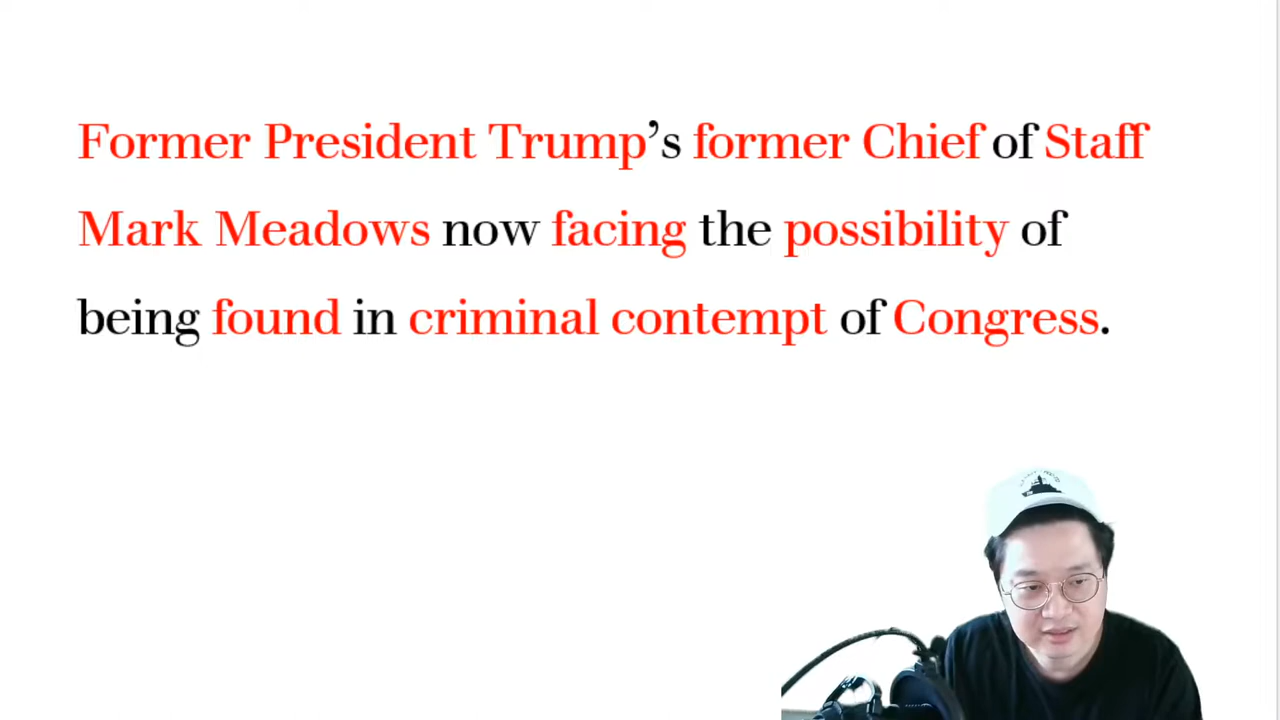 Former President Trump’s former Chief of Staff
Mark Meadows now facing the possibility of
being found in criminal contempt of Congress.